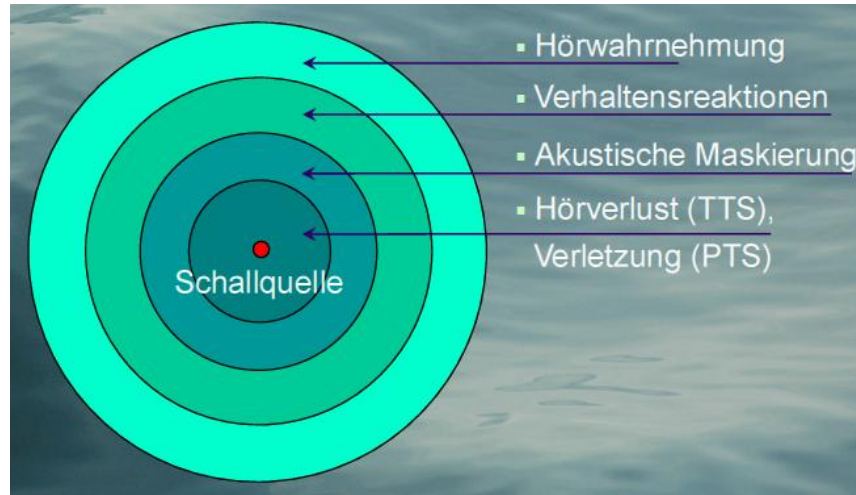 ▪ Hörwahrnehmung
▪ Verhaltensreaktionen
▪ Akustische Maskierung
▪ Hörverlust (TTS),
Verletzung (PTS)
Schallquelle